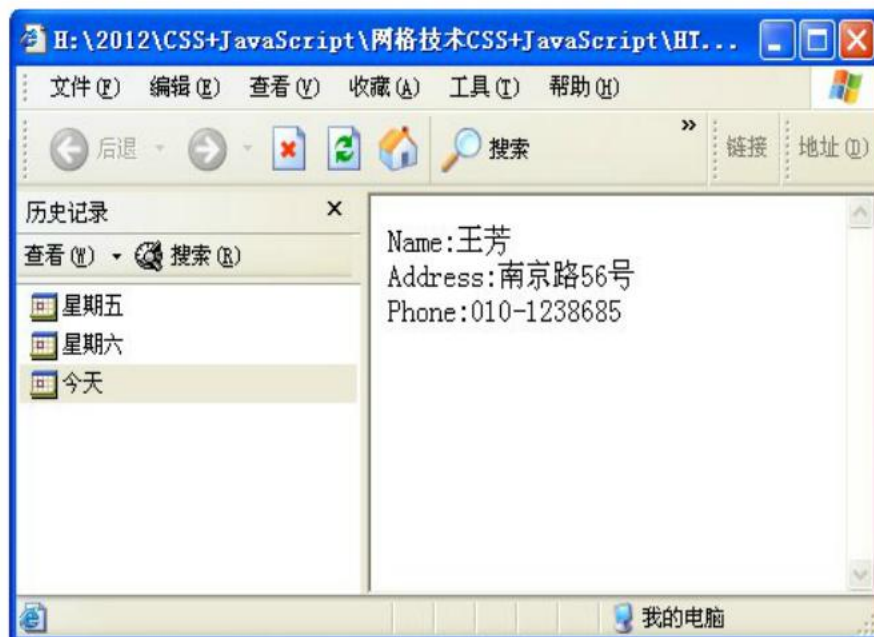 H:\2012\CSS+JavaScript\网格技术CSS+JavaScript\HT...
文件(F) 编辑(E) 查看(V) 收藏(A) 工具(T) 帮助(H)
后退 搜索 » 链接 地址(D)
历史记录 ×
查看(W) 搜索(R)
星期五
星期六
今天
Name:王芳
Address:南京路56号
Phone:010-1238685
我的电脑